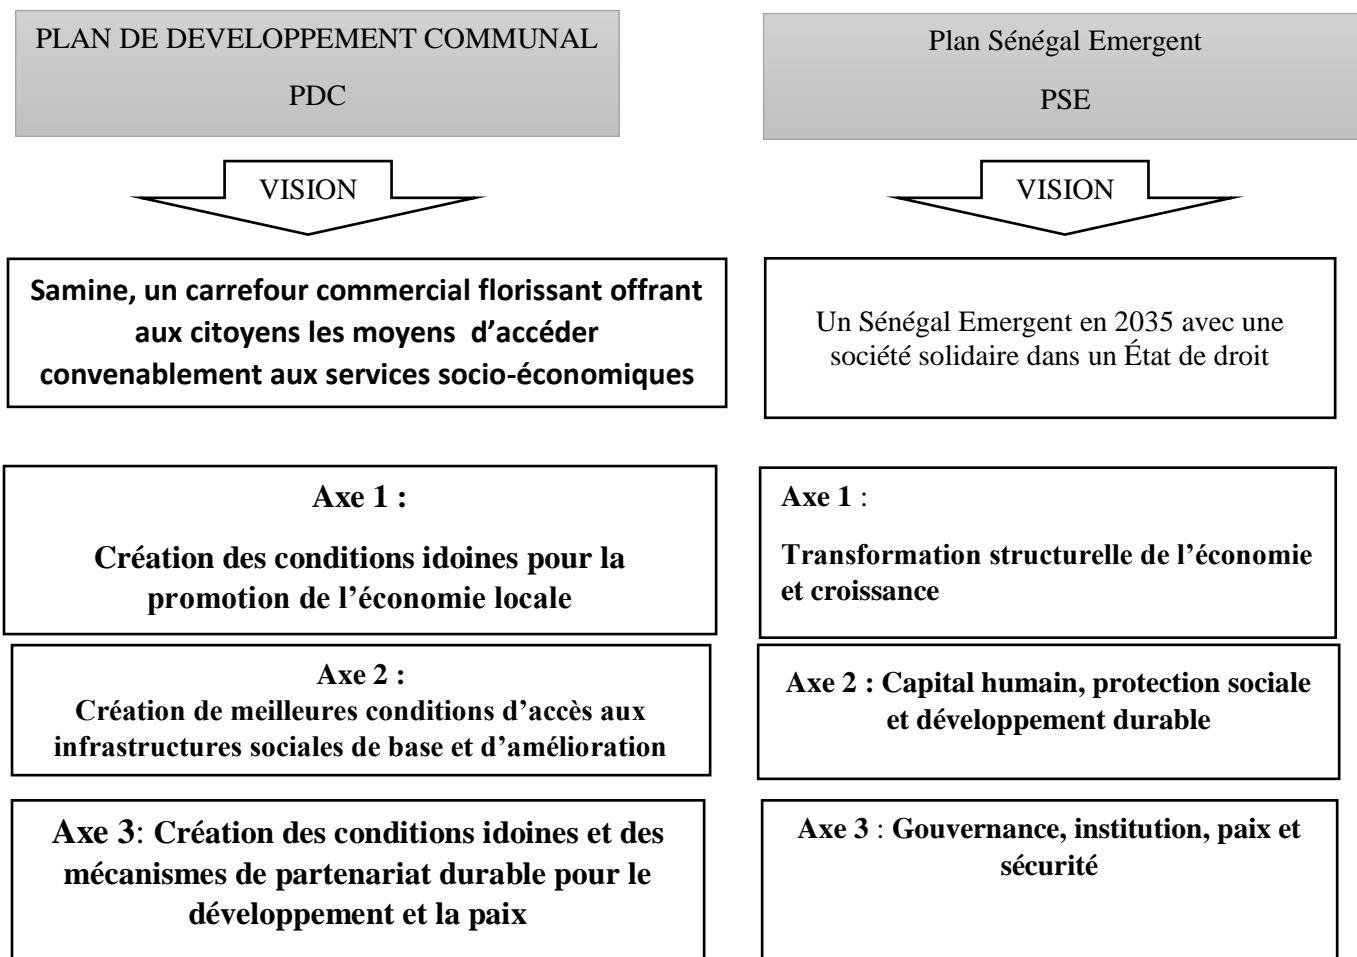 PLAN DE DEVELOPPEMENT COMMUNAL
PDC
VISION
Samine, un carrefour commercial florissant offrant
aux citoyens les moyens d’accéder
convenablement aux services socio-économiques
Axe 1 :
Création des conditions idoines pour la
promotion de l’économie locale
Axe 2 :
Création de meilleures conditions d’accès aux
infrastructures sociales de base et d’amélioration
Axe 3: Création des conditions idoines et des
mécanismes de partenariat durable pour le
développement et la paix
Plan Sénégal Emergent
PSE
VISION
Un Sénégal Emergent en 2035 avec une
société solidaire dans un État de droit
Axe 1 :
Transformation structurelle de l’économie
et croissance
Axe 2 : Capital humain, protection sociale
et développement durable
Axe 3 : Gouvernance, institution, paix et
sécurité